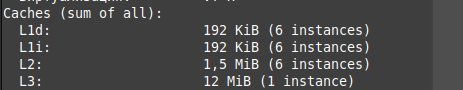 Caches (sum of all):
L1d: 192 KiB (6 instances)
L1i: 192 KiB (6 instances)
L2: 1,5 MiB (6 instances)
L3: 12 MiB (1 instance)